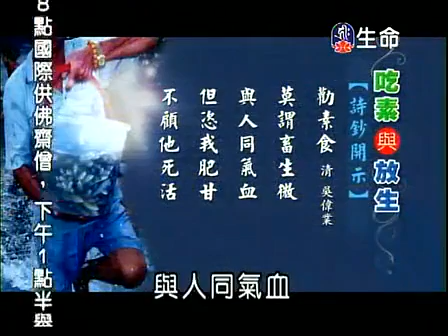 生命
吃素與放生
【詩鈔開示】
勸素食 清 吳偉業
莫謂畜生微
與人同氣血
但恣我肥甘
不顧他死活
8點國際供佛齋僧，下午1點半與
與人同氣血